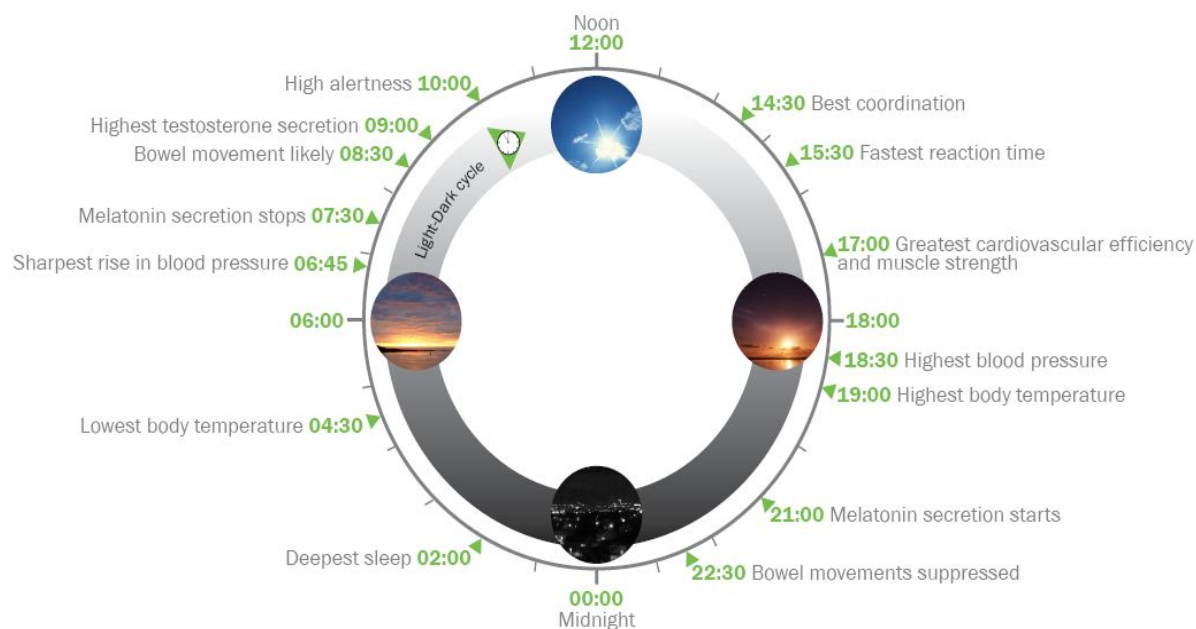 Noon
12:00
High alertness 10:00
Highest testosterone secretion 09:00
Bowel movement likely 08:30
Melatonin secretion stops 07:30
Sharpest rise in blood pressure 06:45
06:00
Lowest body temperature 04:30
Deepest sleep 02:00
Light-Dark cycle
14:30 Best coordination
15:30 Fastest reaction time
17:00 Greatest cardiovascular efficiency
and muscle strength
18:00
18:30 Highest blood pressure
19:00 Highest body temperature
21:00 Melatonin secretion starts
22:30 Bowel movements suppressed
00:00
Midnight